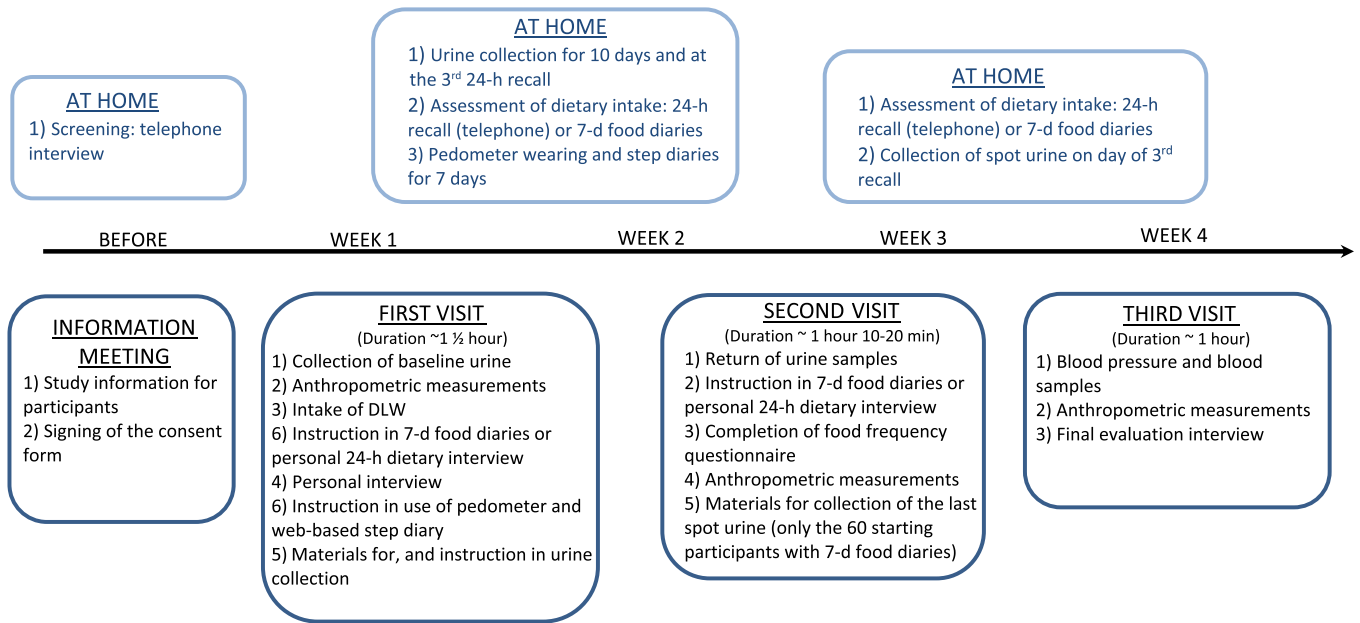 AT HOME
1) Screening: telephone
interview
AT HOME
1) Urine collection for 10 days and at
the 3rd 24-h recall
2) Assessment of dietary intake: 24-h
recall (telephone) or 7-d food diaries
3) Pedometer wearing and step diaries
for 7 days
AT HOME
1) Assessment of dietary intake: 24-h
recall (telephone) or 7-d food diaries
2) Collection of spot urine on day of 3rd
recall
BEFORE
WEEK 1
WEEK 2
WEEK 3
WEEK 4
INFORMATION
MEETING
1) Study information for
participants
2) Signing of the consent
form
FIRST VISIT
(Duration ~1 ½ hour)
1) Collection of baseline urine
2) Anthropometric measurements
3) Intake of DLW
6) Instruction in 7-d food diaries or
personal 24-h dietary interview
4) Personal interview
6) Instruction in use of pedometer and
web-based step diary
5) Materials for, and instruction in urine
collection
SECOND VISIT
(Duration ~ 1 hour 10-20 min)
1) Return of urine samples
2) Instruction in 7-d food diaries or
personal 24-h dietary interview
3) Completion of food frequency
questionnaire
4) Anthropometric measurements
5) Materials for collection of the last
spot urine (only the 60 starting
participants with 7-d food diaries)
THIRD VISIT
(Duration ~ 1 hour)
1) Blood pressure and blood
samples
2) Anthropometric measurements
3) Final evaluation interview